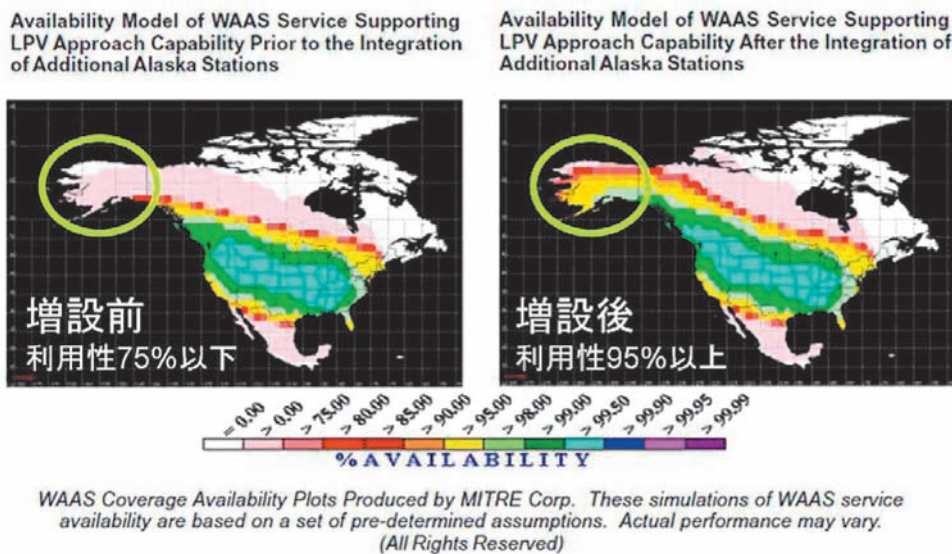 Availability Model of WAAS Service Supporting
LPV Approach Capability Prior to the Integration
of Additional Alaska Stations
Availability Model of WAAS Service Supporting
LPV Approach Capability After the Integration of
Additional Alaska Stations
増設前
利用性75%以下
増設後
利用性95%以上
= 0.00
> 0.00
> 75.00
> 80.00
> 85.00
> 90.00
> 95.00
> 98.00
> 99.00
> 99.50
> 99.90
> 99.95
> 99.99
% A V A I L A B I L I T Y
WAAS Coverage Availability Plots Produced by MITRE Corp. These simulations of WAAS service
availability are based on a set of pre-determined assumptions. Actual performance may vary.
(All Rights Reserved)